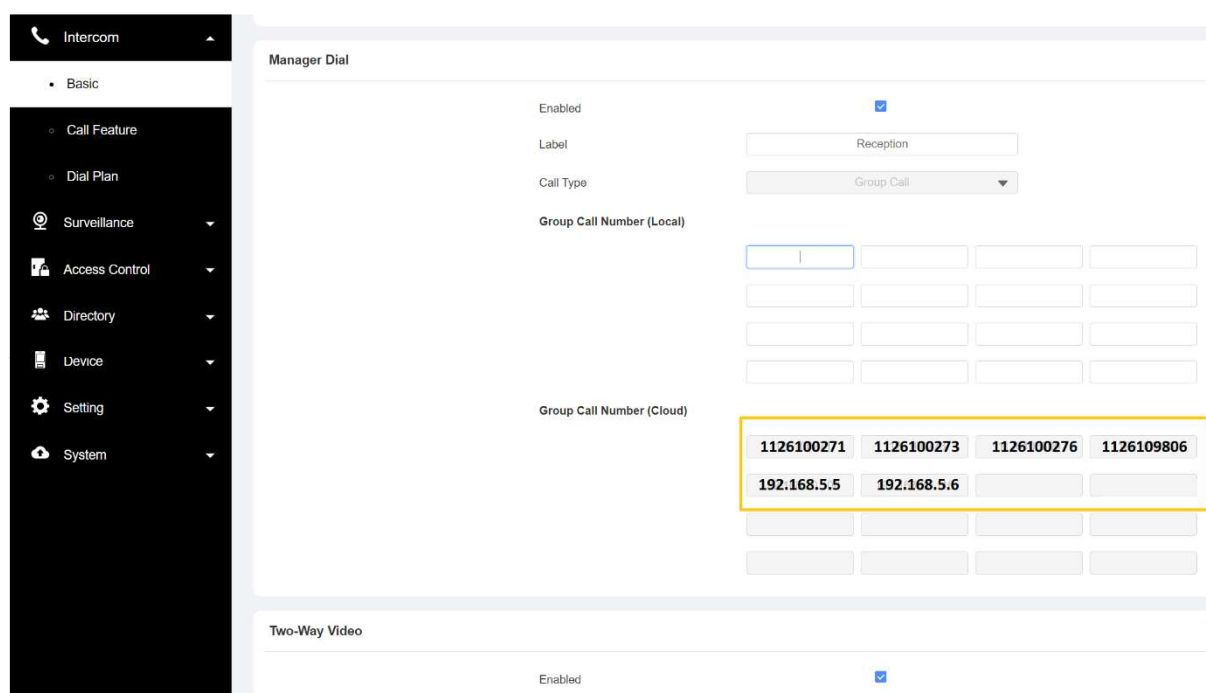 Intercom
Basic
Call Feature
Dial Plan
Surveillance
Access Control
Directory
Device
Setting
System
Manager Dial
Enabled
Label Reception
Call Type Group Call
Group Call Number (Local)
Group Call Number (Cloud)
1126100271 1126100273 1126100276 1126109806
192.168.5.5 192.168.5.6
Two-Way Video
Enabled